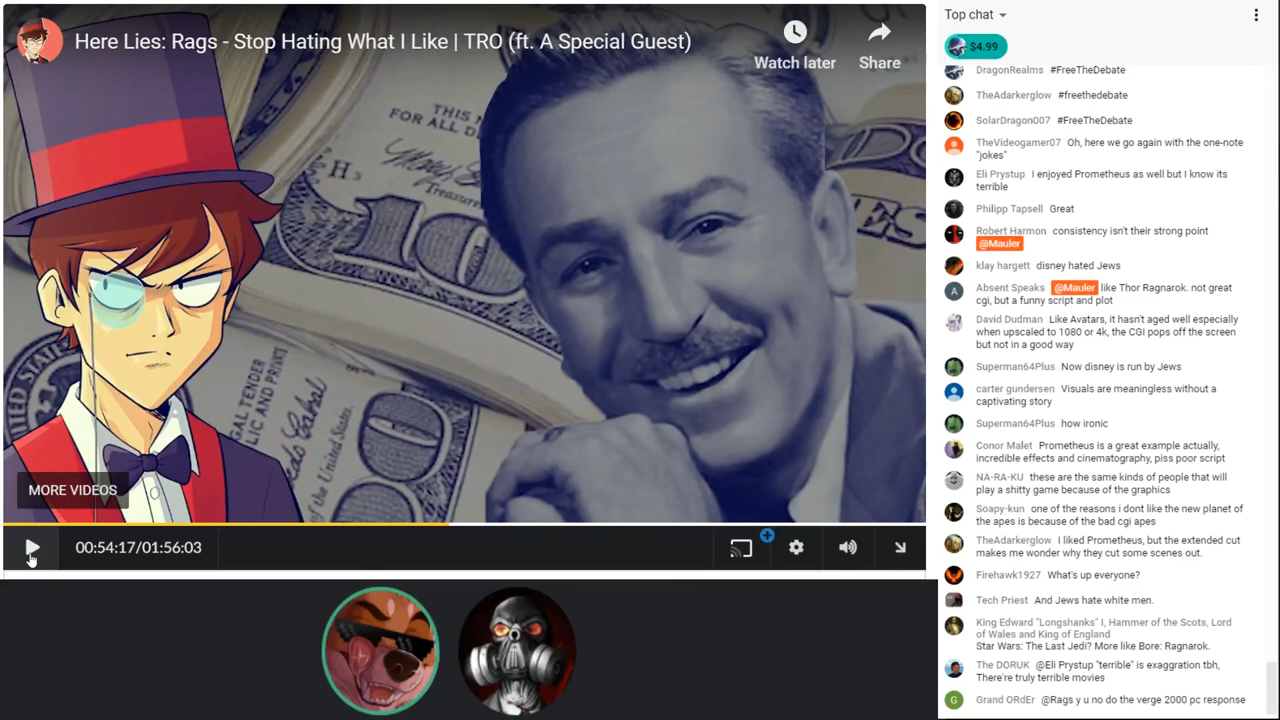 Here Lies: Rags - Stop Hating What I Like | TRO (ft. A Special Guest)
Watch later
Share
THIS N
FOR ALL D
MORE VIDEOS
00:54:17/01:56:03
Top chat
$4.99
DragonRealms #FreeTheDebate
TheAdarkerglow #freethedebate
SolarDragon007 #FreeTheDebate
TheVideogamer07 Oh, here we go again with the one-note
"jokes"
Eli Prystup I enjoyed Prometheus as well but I know its
terrible
Philipp Tapsell Great
Robert Harmon consistency isn't their strong point
@Mauler
klay hargett disney hated Jews
A
Absent Speaks @Mauler like Thor Ragnarok. not great
cgi, but a funny script and plot
David Dudman Like Avatars, it hasn't aged well especially
when upscaled to 1080 or 4k, the CGI pops off the screen
but not in a good way
Superman64Plus Now disney is run by Jews
carter gundersen Visuals are meaningless without a
captivating story
Superman64Plus how ironic
Conor Malet Prometheus is a great example actually,
incredible effects and cinematography, piss poor script
NA-RA-KU these are the same kinds of people that will
play a shitty game because of the graphics
Soapy-kun one of the reasons i dont like the new planet of
the apes is because of the bad cgi apes
TheAdarkerglow I liked Prometheus, but the extended cut
makes me wonder why they cut some scenes out.
Firehawk1927 What's up everyone?
Tech Priest And Jews hate white men.
King Edward "Longshanks" I, Hammer of the Scots, Lord
of Wales and King of England
Star Wars: The Last Jedi? More like Bore: Ragnarok.
The DORUK @Eli Prystup "terrible" is exaggration tbh,
There're truly terrible movies
G
Grand ORdEr @Rags y u no do the verge 2000 pc response